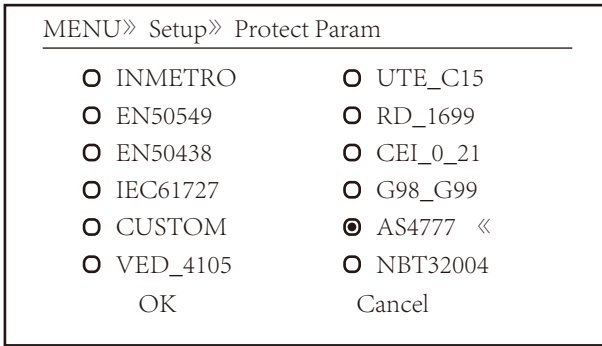 MENU》 Setup》 Protect Param
INMETRO UTE_C15
EN50549 RD_1699
EN50438 CEI_0_21
IEC61727 G98_G99
CUSTOM AS4777 《
VED_4105 NBT32004
OK Cancel